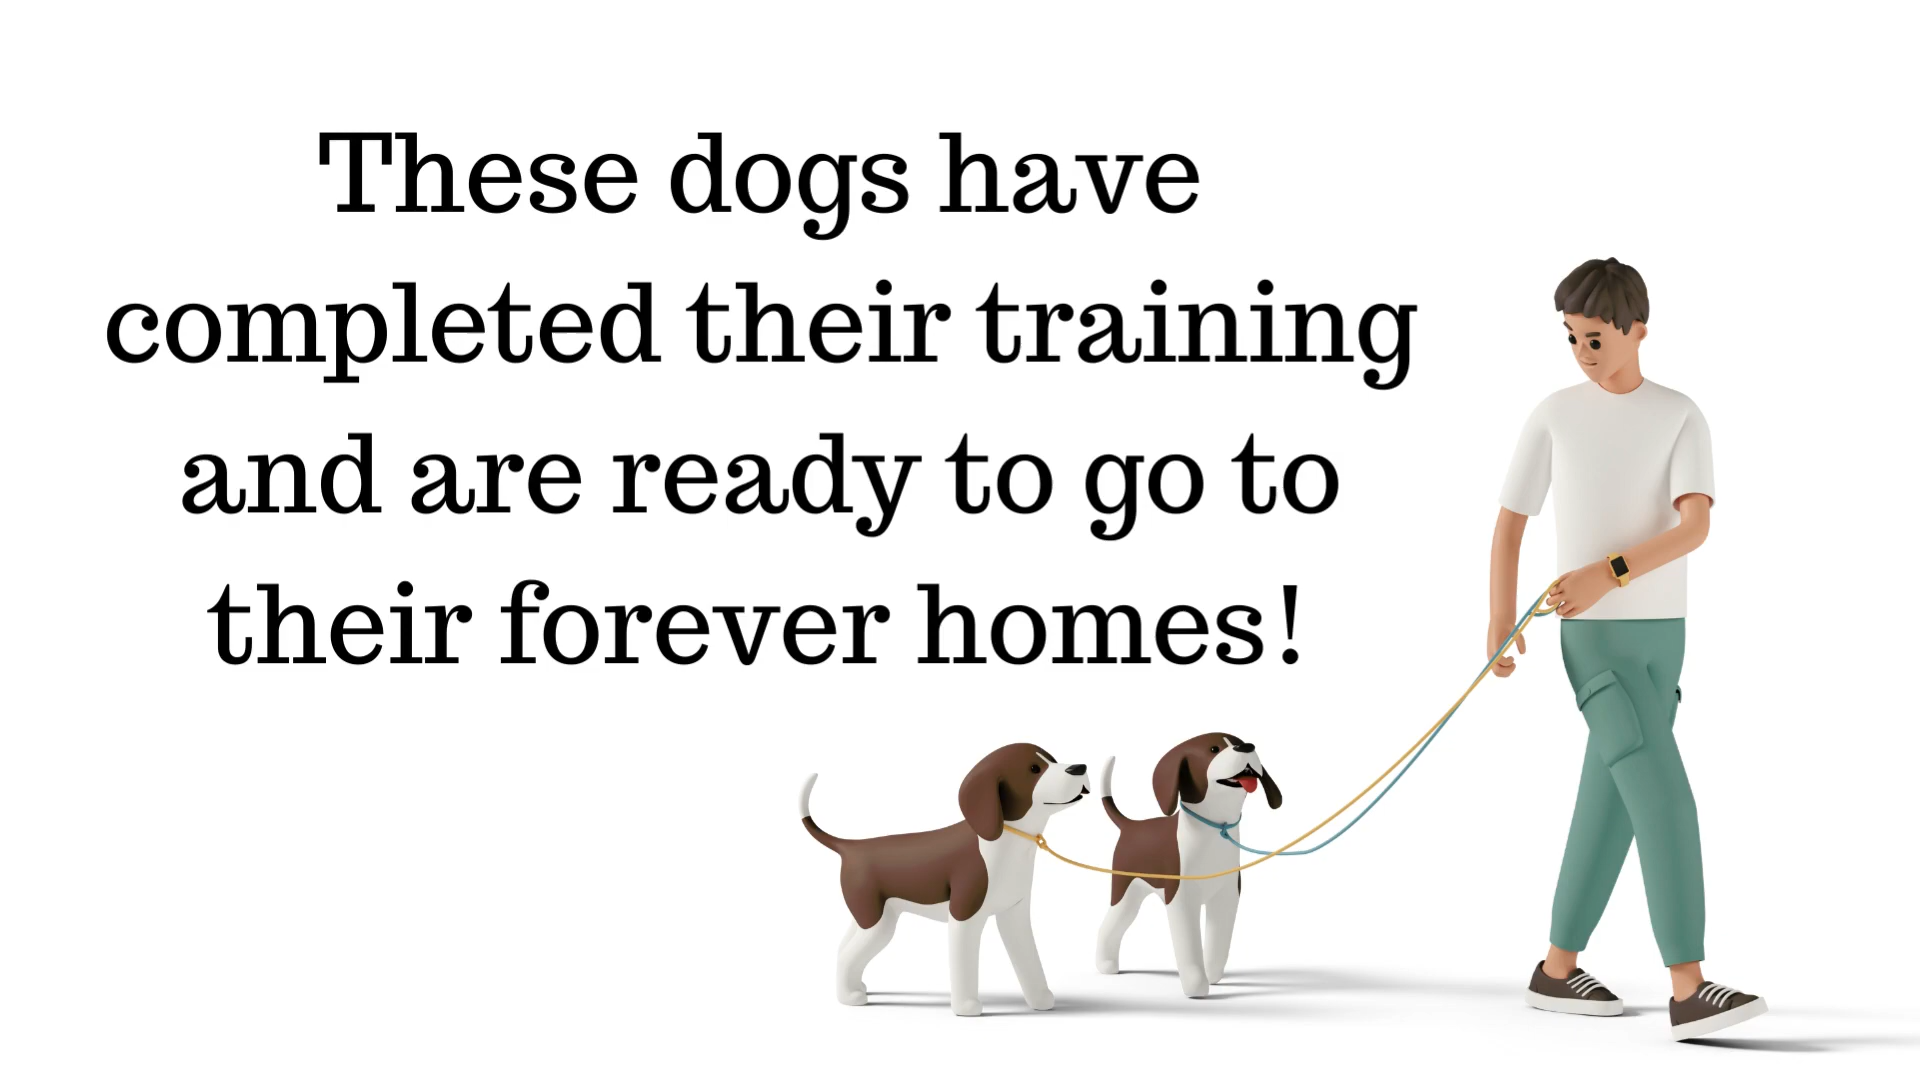 These dogs have
completed their training
and are ready to go to
their forever homes!